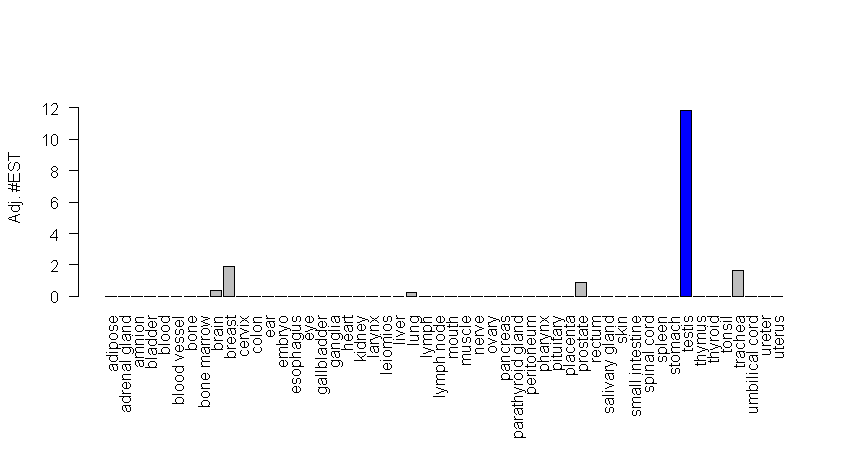 Adj. #EST
12
10
8
6
4
2
0
adipose
adrenal gland
amnion
bladder
blood
blood vessel
bone
bone marrow
brain
breast
cervix
colon
ear
embryo
esophagus
eye
gallbladder
ganglia
heart
kidney
larynx
leiomios
liver
lung
lymph
lymph node
mouth
muscle
nerve
ovary
pancreas
parathyroid gland
peritoneum
pharynx
pituitary
placenta
prostate
rectum
salivary gland
skin
small intestine
spinal cord
spleen
stomach
testis
thymus
thyroid
tonsil
trachea
umbilical cord
ureter
uterus